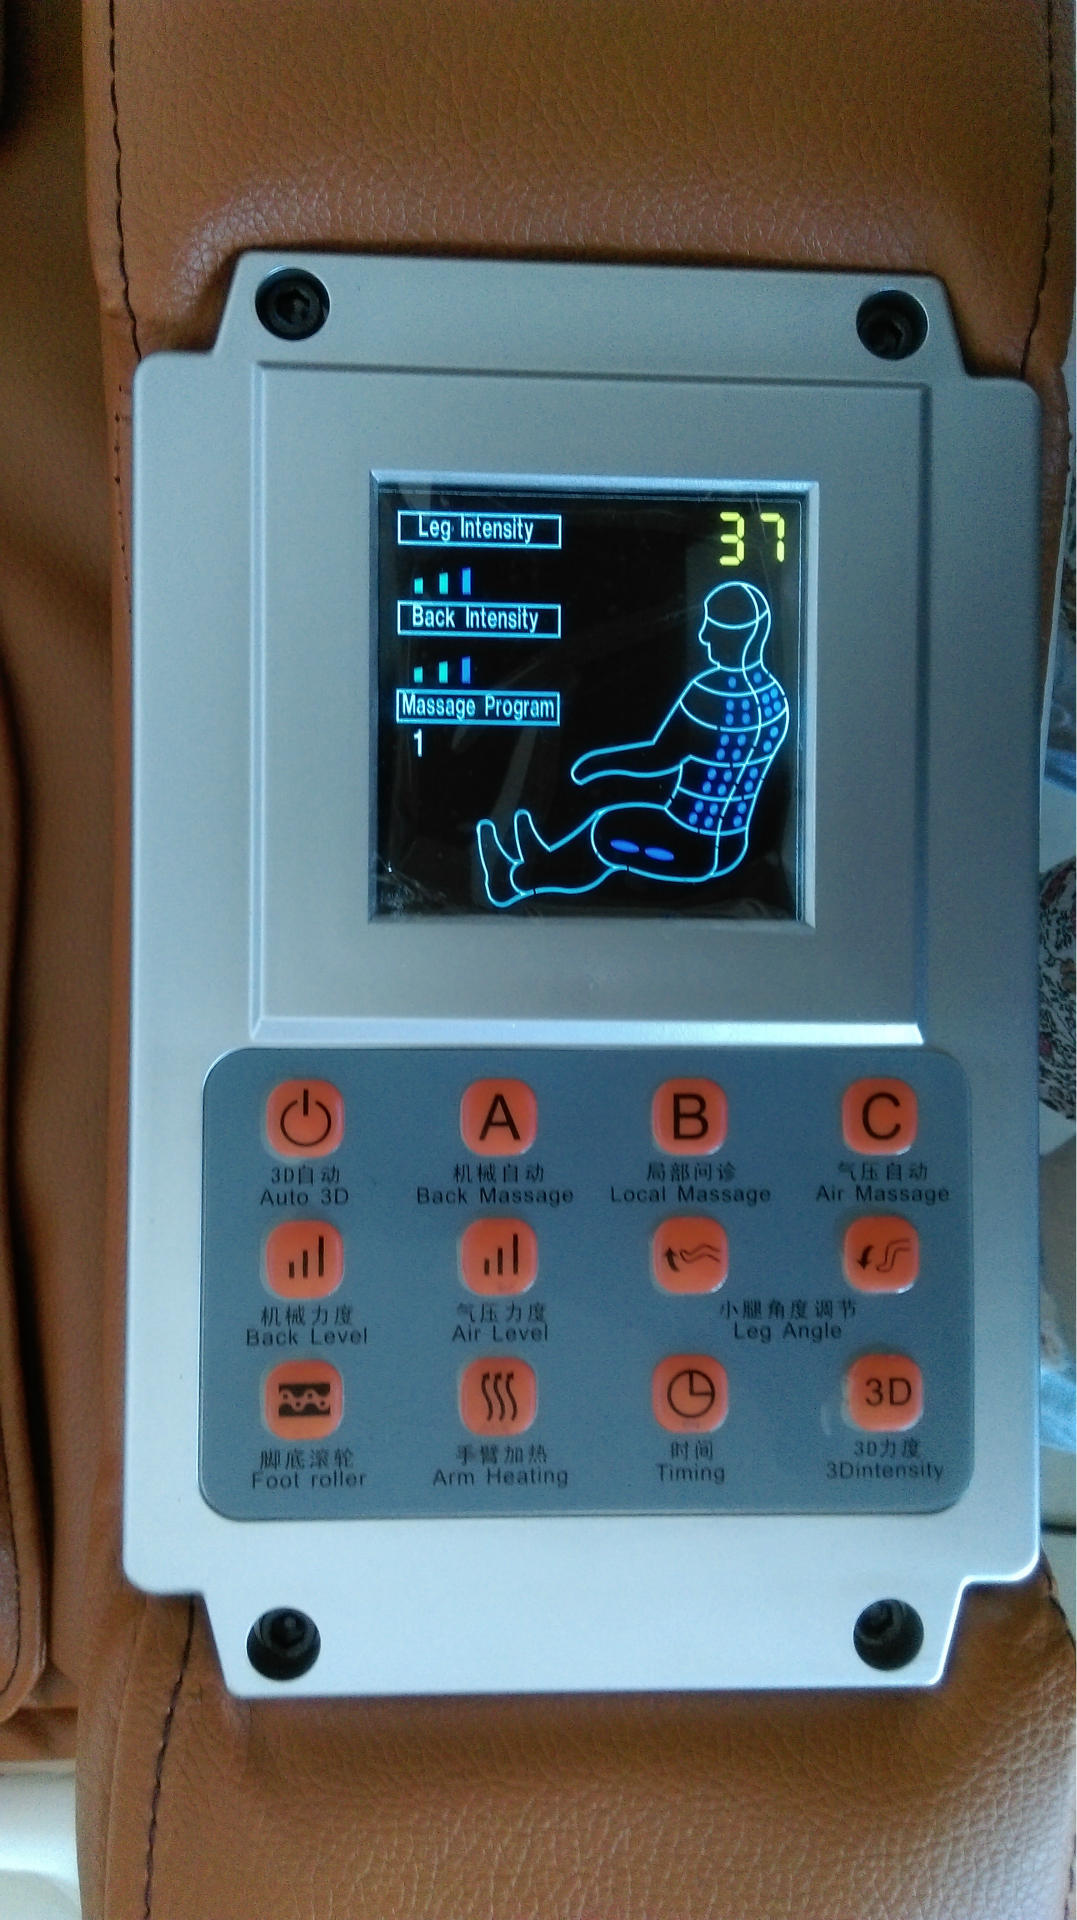 37
Leg Intensity
Back Intensity
Massage Program
1
A
B
C
3D自动
Auto 3D
机械自动
Back Massage
局部问诊
Local Massage
气压自动
Air Massage
机械力度
Back Level
气压力度
Air Level
小腿角度调节
Leg Angle
3D
脚底滚轮
Foot roller
手臂加热
Arm Heating
时间
Timing
3D力度
3Dintensity